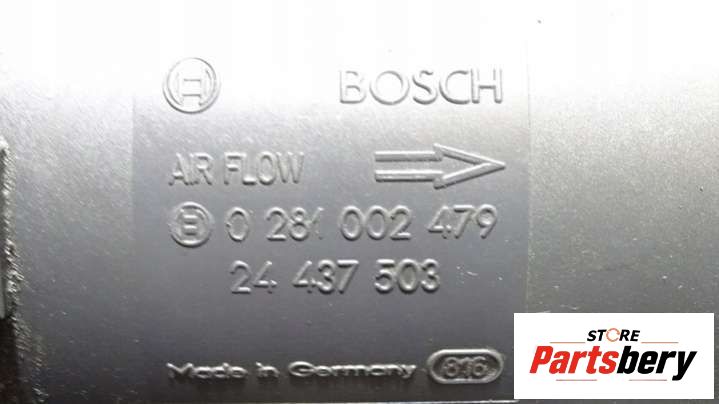 BOSCH
AIR FLOW
0 281 002 479
24 437 503
Made in Germany 816
STORE
Partsbery